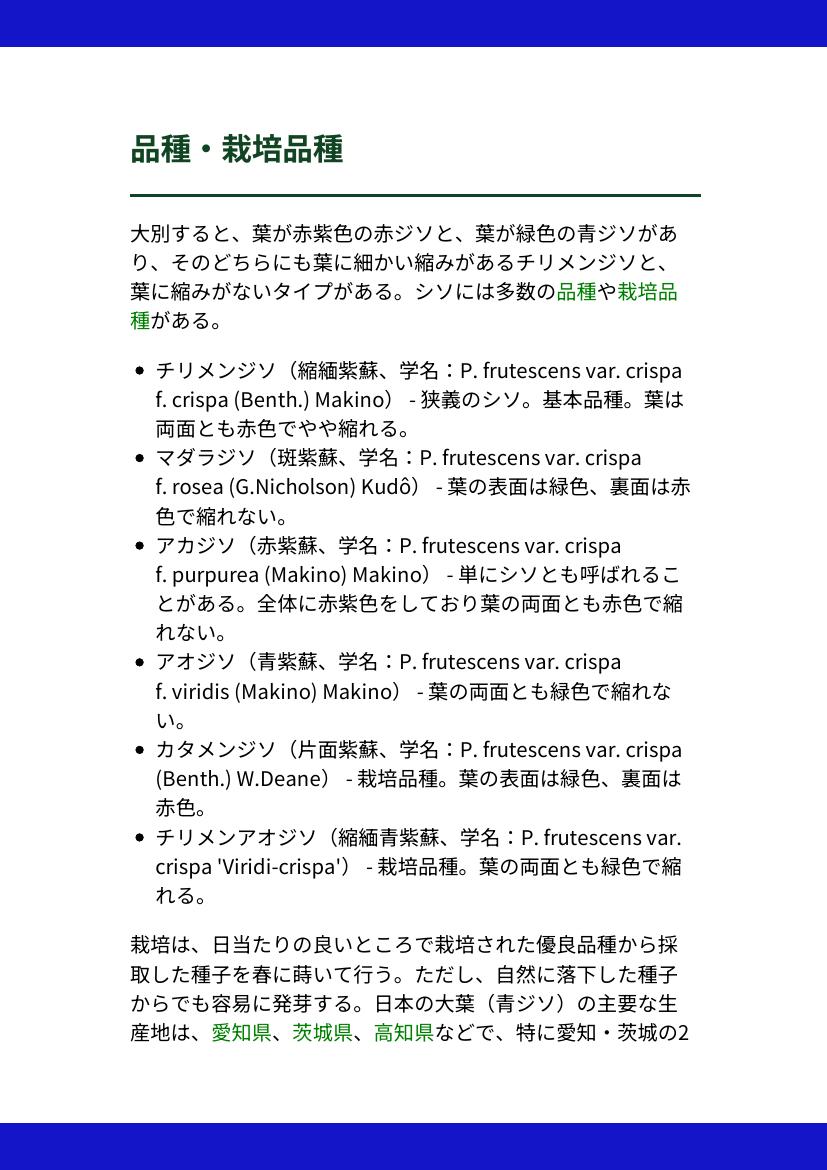 品種・栽培品種
大別すると、葉が赤紫色の赤ジソと、葉が緑色の青ジソがあ
り、そのどちらにも葉に細かい縮みがあるチリメンジソと、
葉に縮みがないタイプがある。シソには多数の品種や栽培品
種がある。
• チリメンジソ（縮緬紫蘇、学名：P. frutescens var. crispa
f. crispa (Benth.) Makino） - 狭義のシソ。基本品種。葉は
両面とも赤色でやや縮れる。
• マダラジソ（斑紫蘇、学名：P. frutescens var. crispa
f. rosea (G.Nicholson) Kudô） - 葉の表面は緑色、裏面は赤
色で縮れない。
• アカジソ（赤紫蘇、学名：P. frutescens var. crispa
f. purpurea (Makino) Makino） - 単にシソとも呼ばれるこ
とがある。全体に赤紫色をしており葉の両面とも赤色で縮
れない。
• アオジソ（青紫蘇、学名：P. frutescens var. crispa
f. viridis (Makino) Makino） - 葉の両面とも緑色で縮れな
い。
• カタメンジソ（片面紫蘇、学名：P. frutescens var. crispa
(Benth.) W.Deane） - 栽培品種。葉の表面は緑色、裏面は
赤色。
• チリメンアオジソ（縮緬青紫蘇、学名：P. frutescens var.
crispa 'Viridi-crispa'） - 栽培品種。葉の両面とも緑色で縮
れる。
栽培は、日当たりの良いところで栽培された優良品種から採
取した種子を春に蒔いて行う。ただし、自然に落下した種子
からでも容易に発芽する。日本の大葉（青ジソ）の主要な生
産地は、愛知県、茨城県、高知県などで、特に愛知・茨城の2